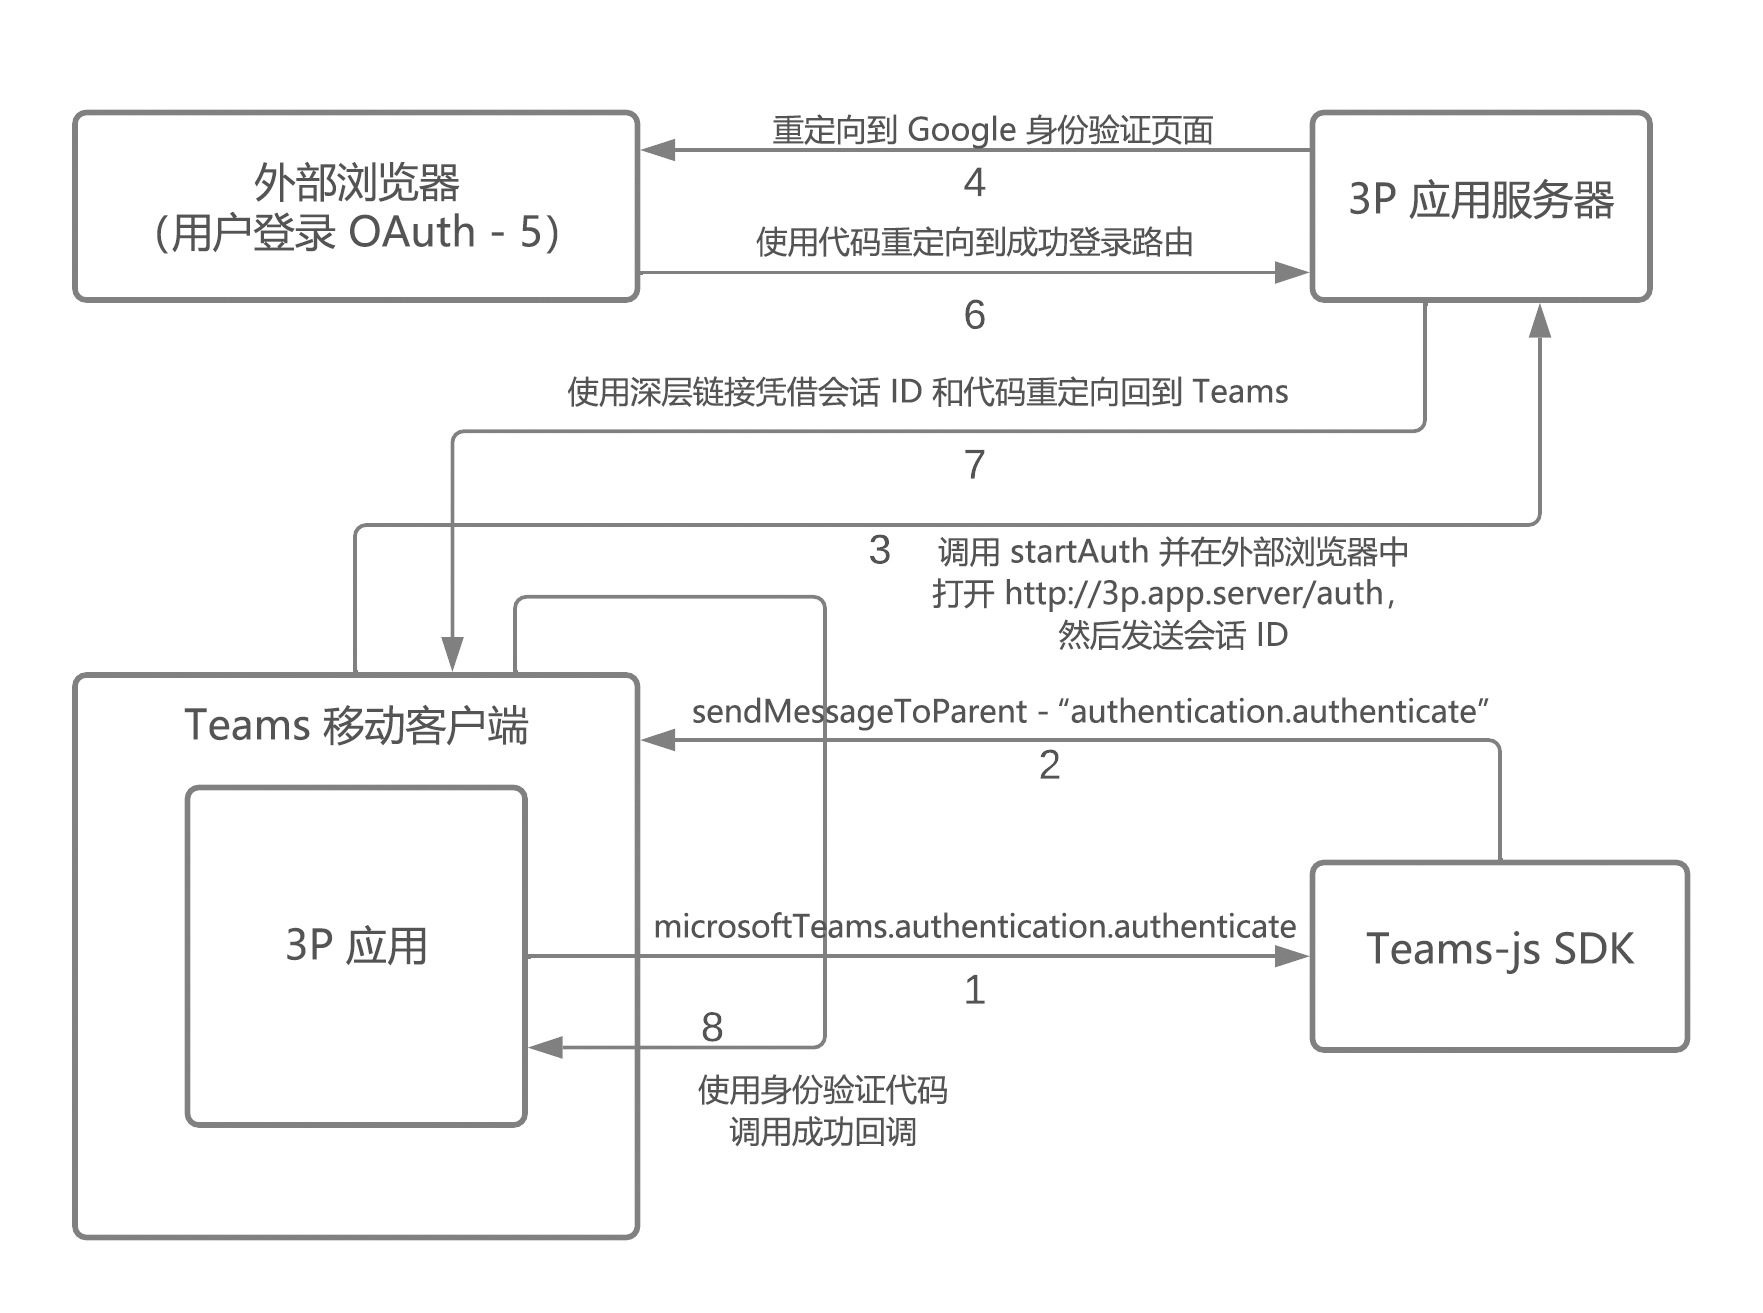 重定向到 Google 身份验证页面
外部浏览器
(用户登录 OAuth - 5)
4
3P 应用服务器
使用代码重定向到成功登录路由
6
使用深层链接凭借会话 ID 和代码重定向回到 Teams
7
3
调用 startAuth 并在外部浏览器中
打开 http://3p.app.server/auth,
然后发送会话 ID
Teams 移动客户端
sendMessageToParent - “authentication.authenticate”
2
3P 应用
microsoftTeams.authentication.authenticate
Teams-js SDK
1
8
使用身份验证代码
调用成功回调